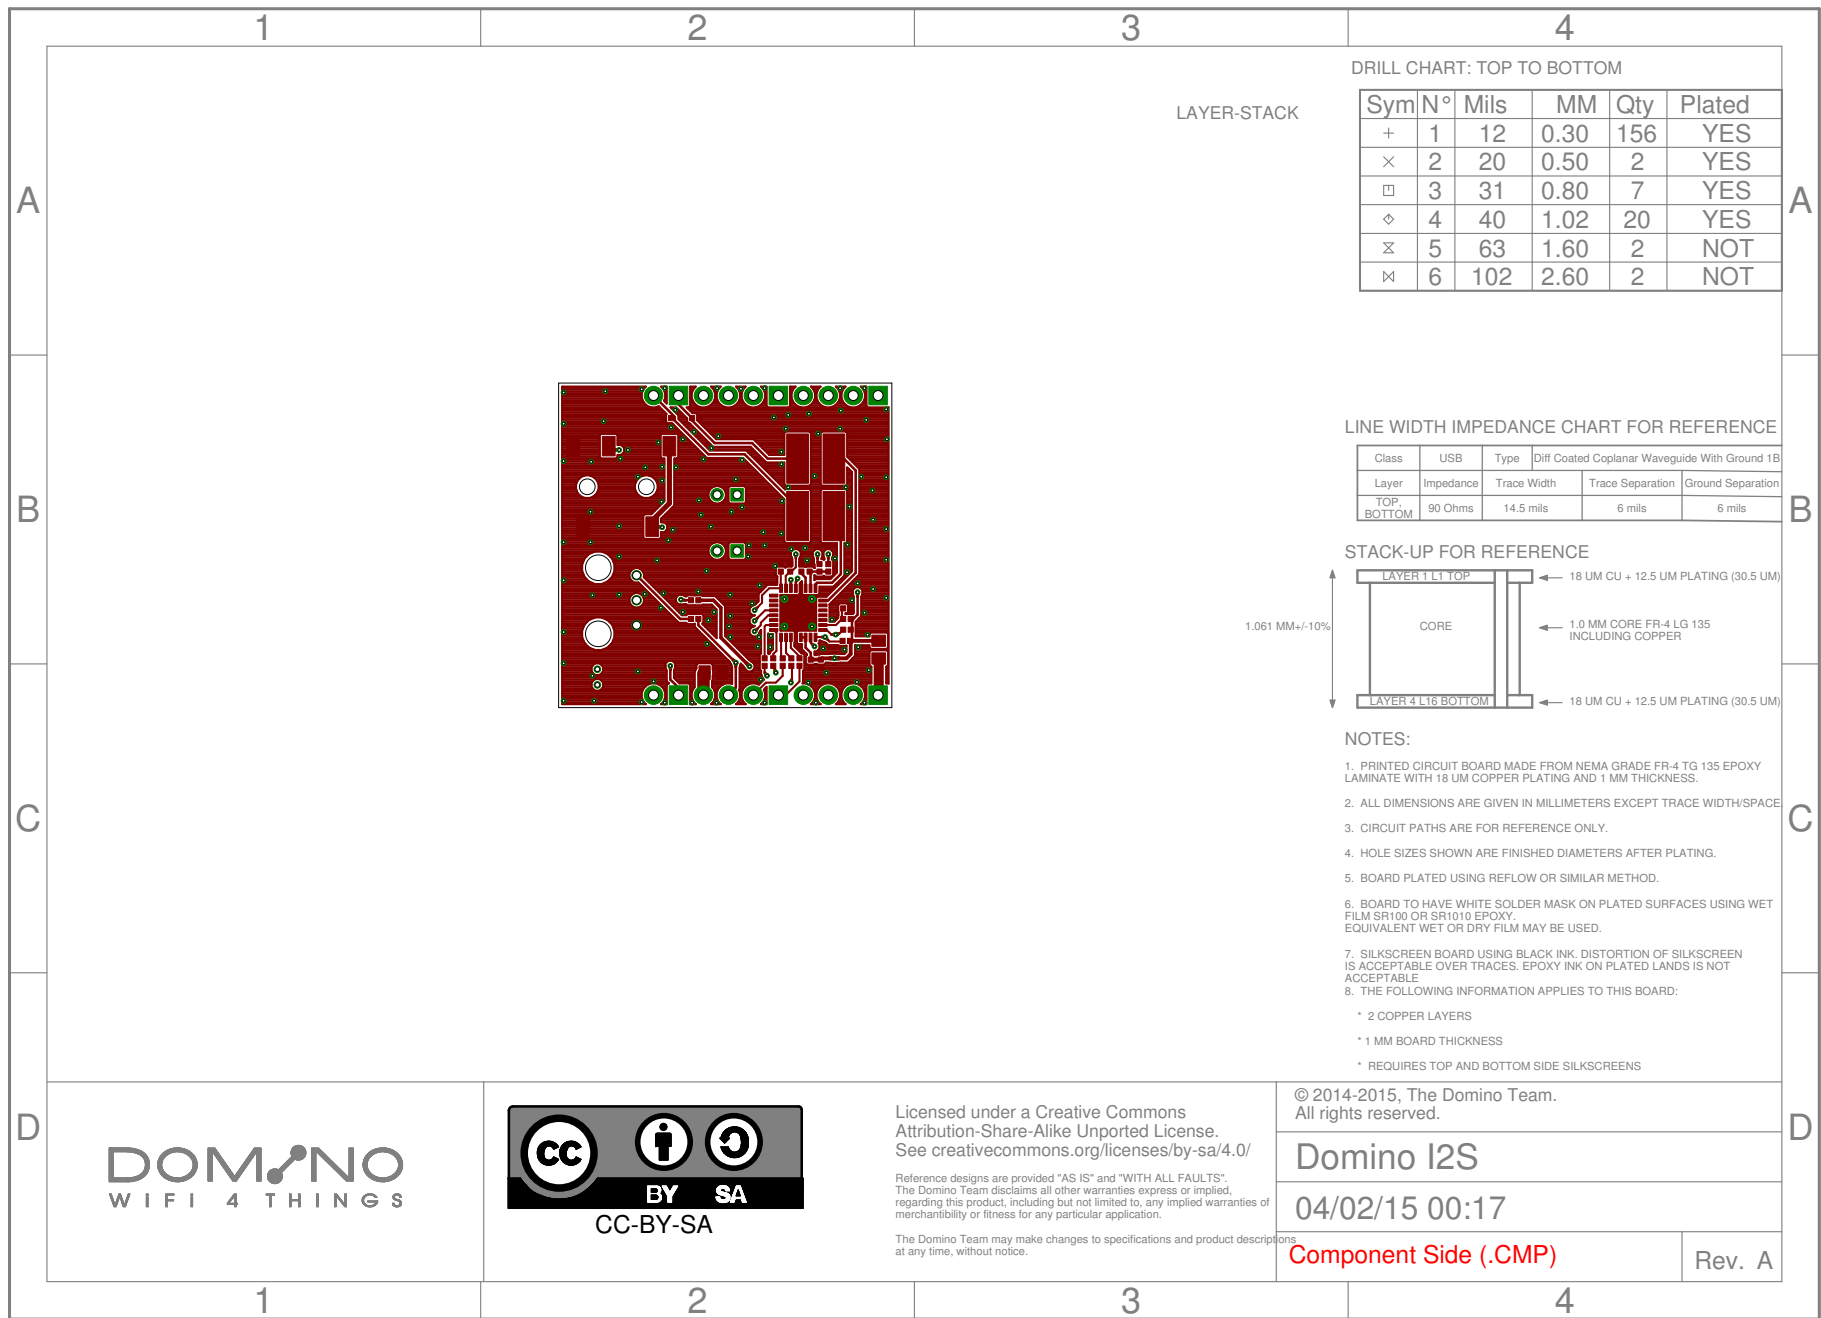 1 2 3 4
A
B
C
D
A
B
C
D
LAYER-STACK
DRILL CHART: TOP TO BOTTOM
Sym N° Mils MM Qty Plated
+ 1 12 0.30 156 YES
× 2 20 0.50 2 YES
3 31 0.80 7 YES
4 40 1.02 20 YES
5 63 1.60 2 NOT
6 102 2.60 2 NOT
LINE WIDTH IMPEDANCE CHART FOR REFERENCE
Class USB Type Diff Coated Coplanar Waveguide With Ground 1B
Layer Impedance Trace Width Trace Separation Ground Separation
TOP, BOTTOM 90 Ohms 14.5 mils 6 mils 6 mils
STACK-UP FOR REFERENCE
LAYER 1 L1 TOP
18 UM CU + 12.5 UM PLATING (30.5 UM)
1.061 MM+/-10%
CORE
1.0 MM CORE FR-4 LG 135
INCLUDING COPPER
LAYER 4 L16 BOTTOM
18 UM CU + 12.5 UM PLATING (30.5 UM)
NOTES:
1. PRINTED CIRCUIT BOARD MADE FROM NEMA GRADE FR-4 TG 135 EPOXY
LAMINATE WITH 18 UM COPPER PLATING AND 1 MM THICKNESS.
2. ALL DIMENSIONS ARE GIVEN IN MILLIMETERS EXCEPT TRACE WIDTH/SPACE
3. CIRCUIT PATHS ARE FOR REFERENCE ONLY.
4. HOLE SIZES SHOWN ARE FINISHED DIAMETERS AFTER PLATING.
5. BOARD PLATED USING REFLOW OR SIMILAR METHOD.
6. BOARD TO HAVE WHITE SOLDER MASK ON PLATED SURFACES USING WET
FILM SR100 OR SR1010 EPOXY.
EQUIVALENT WET OR DRY FILM MAY BE USED.
7. SILKSCREEN BOARD USING BLACK INK. DISTORTION OF SILKSCREEN
IS ACCEPTABLE OVER TRACES. EPOXY INK ON PLATED LANDS IS NOT
ACCEPTABLE
8. THE FOLLOWING INFORMATION APPLIES TO THIS BOARD:
* 2 COPPER LAYERS
* 1 MM BOARD THICKNESS
* REQUIRES TOP AND BOTTOM SIDE SILKSCREENS
DOMINO
WIFI 4 THINGS
cc
BY SA
CC-BY-SA
Licensed under a Creative Commons
Attribution-Share-Alike Unported License.
See creativecommons.org/licenses/by-sa/4.0/
Reference designs are provided "AS IS" and "WITH ALL FAULTS".
The Domino Team disclaims all other warranties express or implied,
regarding this product, including but not limited to, any implied warranties of
merchantibility or fitness for any particular application.
The Domino Team may make changes to specifications and product descriptions
at any time, without notice.
© 2014-2015, The Domino Team.
All rights reserved.
Domino I2S
04/02/15 00:17
Component Side (.CMP)
Rev. A
1 2 3 4